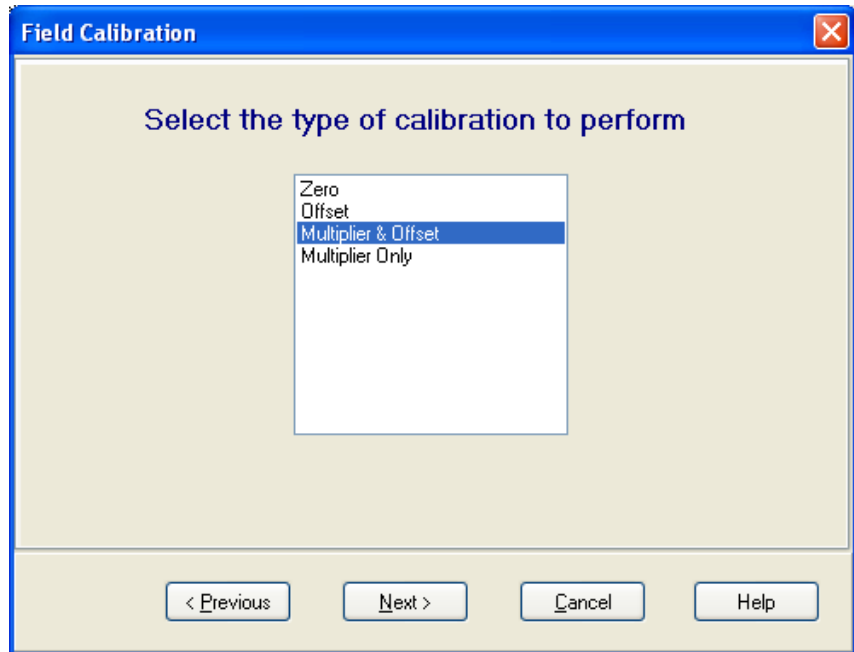 Field Calibration
Select the type of calibration to perform
Zero
Offset
Multiplier & Offset
Multiplier Only
< Previous
Next >
Cancel
Help